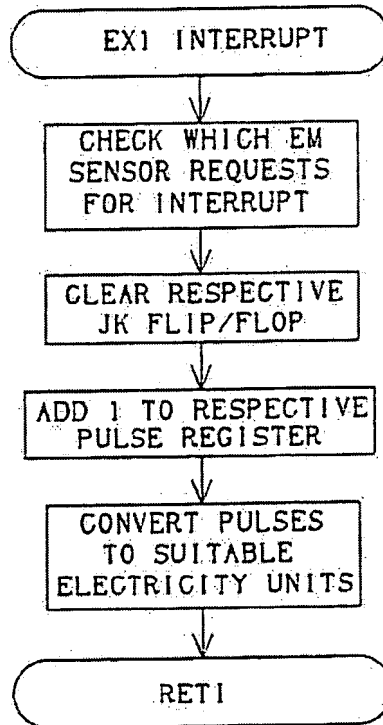 EX1 INTERRUPT
CHECK WHICH EM
SENSOR REQUESTS
FOR INTERRUPT
CLEAR RESPECTIVE
JK FLIP/FLOP
ADD 1 TO RESPECTIVE
PULSE REGISTER
CONVERT PULSES
TO SUITABLE
ELECTRICITY UNITS
RETI